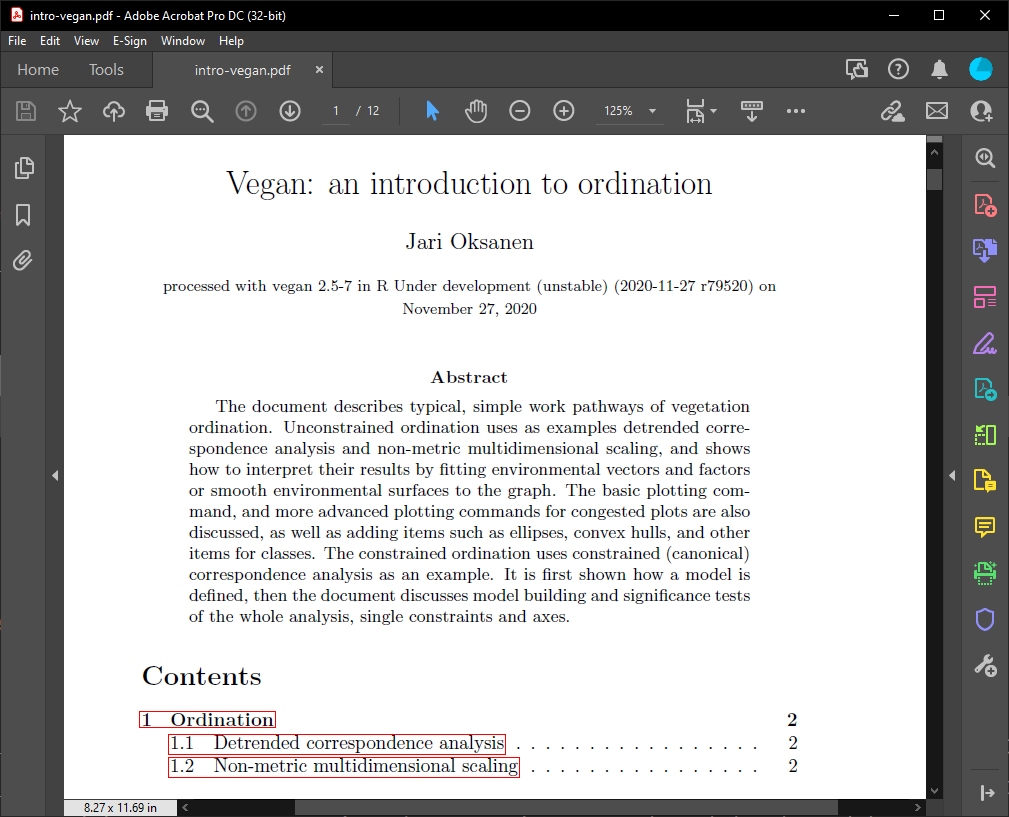 intro-vegan.pdf - Adobe Acrobat Pro DC (32-bit)
File Edit View E-Sign Window Help
Home Tools intro-vegan.pdf ×
1 / 12 125%
Vegan: an introduction to ordination
Jari Oksanen
processed with vegan 2.5-7 in R Under development (unstable) (2020-11-27 r79520) on
November 27, 2020
Abstract
The document describes typical, simple work pathways of vegetation
ordination. Unconstrained ordination uses as examples detrended corre-
spondence analysis and non-metric multidimensional scaling, and shows
how to interpret their results by fitting environmental vectors and factors
or smooth environmental surfaces to the graph. The basic plotting com-
mand, and more advanced plotting commands for congested plots are also
discussed, as well as adding items such as ellipses, convex hulls, and other
items for classes. The constrained ordination uses constrained (canonical)
correspondence analysis as an example. It is first shown how a model is
defined, then the document discusses model building and significance tests
of the whole analysis, single constraints and axes.
Contents
1 Ordination 2
1.1 Detrended correspondence analysis . . . . . . . . . . . . . . . . . 2
1.2 Non-metric multidimensional scaling . . . . . . . . . . . . . . . . 2
8.27 x 11.69 in